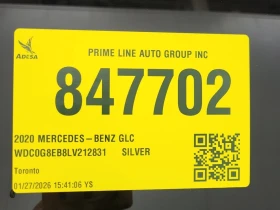 ADESA
PRIME LINE AUTO GROUP INC
847702
2020 MERCEDES-BENZ GLC
WDC0G8EB8LV212831 SILVER
Toronto
01/27/2026 15:41:06 YS